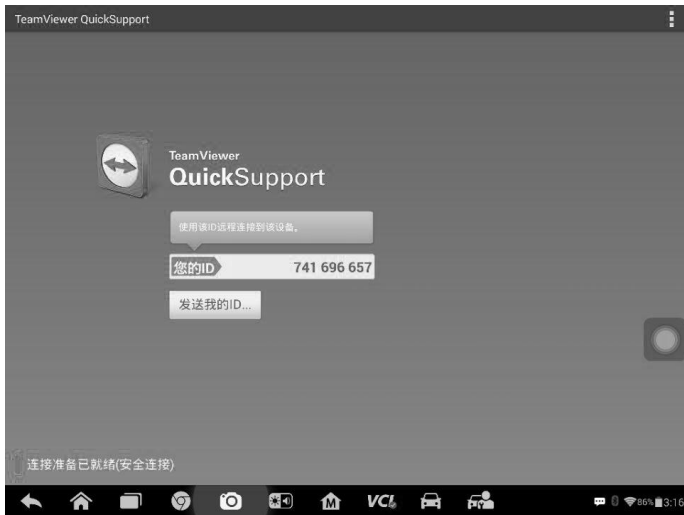 TeamViewer QuickSupport
TeamViewer
QuickSupport
使用该ID远程连接到该设备。
您的ID 741 696 657
发送我的ID...
连接准备已就绪(安全连接)
M VCI 86% 3:16